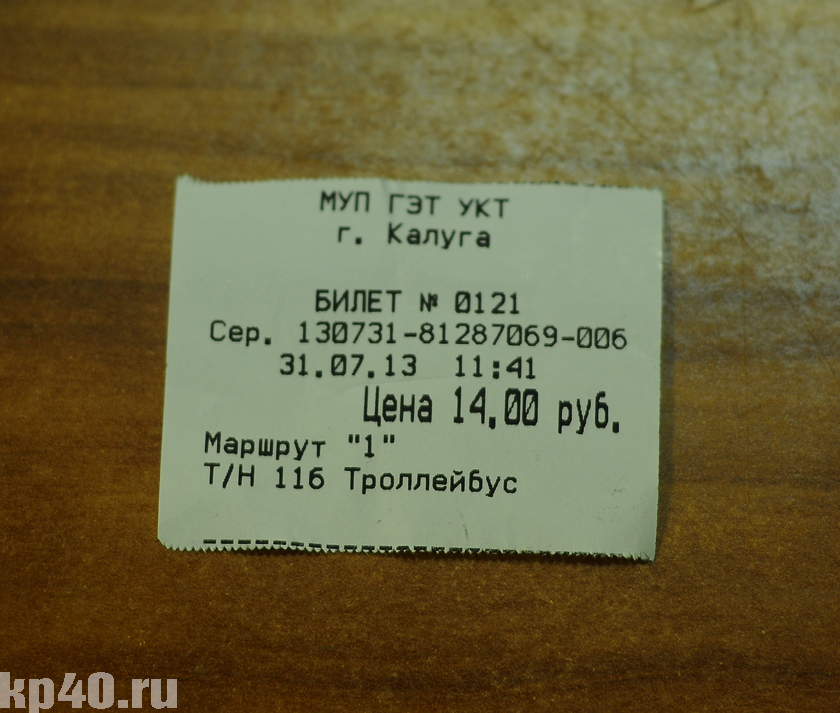 МУП ГЭТ УКТ
г. Калуга
БИЛЕТ № 0121
Сер. 130731-81287069-006
31.07.13 11:41
Цена 14.00 руб.
Маршрут "1"
Т/Н 116 Троллейбус
kp40.ru